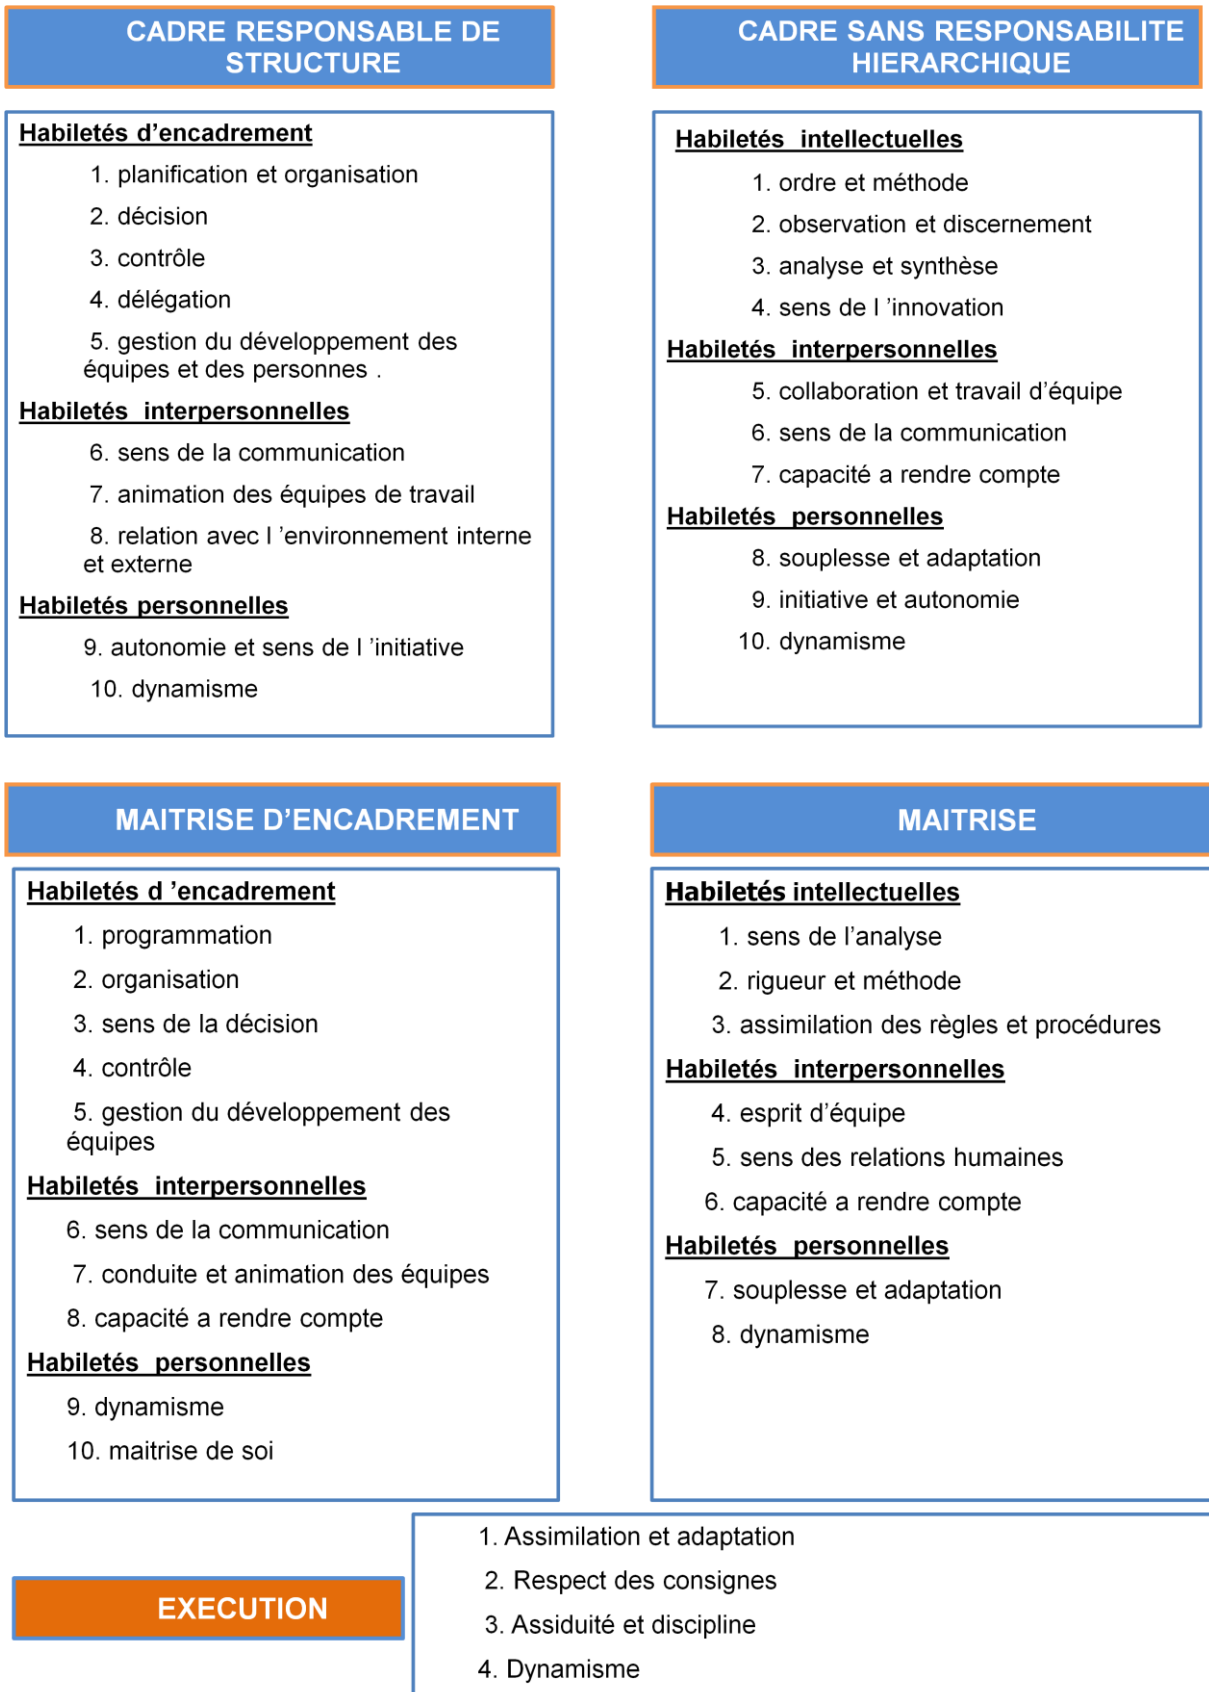 CADRE RESPONSABLE DE
STRUCTURE
Habiletés d’encadrement
1. planification et organisation
2. décision
3. contrôle
4. délégation
5. gestion du développement des
équipes et des personnes .
Habiletés interpersonnelles
6. sens de la communication
7. animation des équipes de travail
8. relation avec l ’environnement interne
et externe
Habiletés personnelles
9. autonomie et sens de l ’initiative
10. dynamisme
CADRE SANS RESPONSABILITE
HIERARCHIQUE
Habiletés intellectuelles
1. ordre et méthode
2. observation et discernement
3. analyse et synthèse
4. sens de l ’innovation
Habiletés interpersonnelles
5. collaboration et travail d’équipe
6. sens de la communication
7. capacité a rendre compte
Habiletés personnelles
8. souplesse et adaptation
9. initiative et autonomie
10. dynamisme
MAITRISE D’ENCADREMENT
Habiletés d ’encadrement
1. programmation
2. organisation
3. sens de la décision
4. contrôle
5. gestion du développement des
équipes
Habiletés interpersonnelles
6. sens de la communication
7. conduite et animation des équipes
8. capacité a rendre compte
Habiletés personnelles
9. dynamisme
10. maitrise de soi
MAITRISE
Habiletés intellectuelles
1. sens de l’analyse
2. rigueur et méthode
3. assimilation des règles et procédures
Habiletés interpersonnelles
4. esprit d’équipe
5. sens des relations humaines
6. capacité a rendre compte
Habiletés personnelles
7. souplesse et adaptation
8. dynamisme
EXECUTION
1. Assimilation et adaptation
2. Respect des consignes
3. Assiduité et discipline
4. Dynamisme